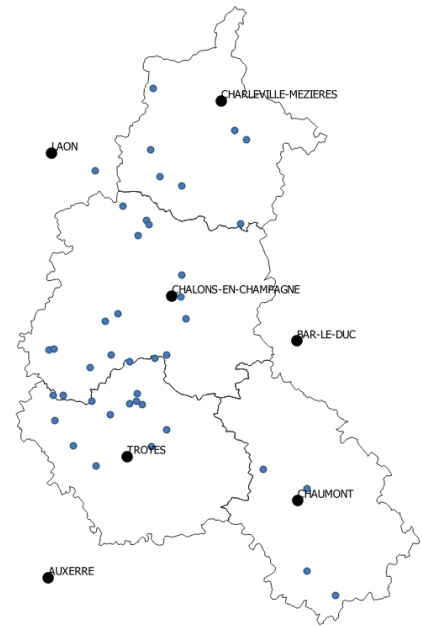 CHARLEVILLE-MEZIERES
LAON
CHALONS-EN-CHAMPAGNE
BAR-LE-DUC
TROYES
CHAUMONT
AUXERRE